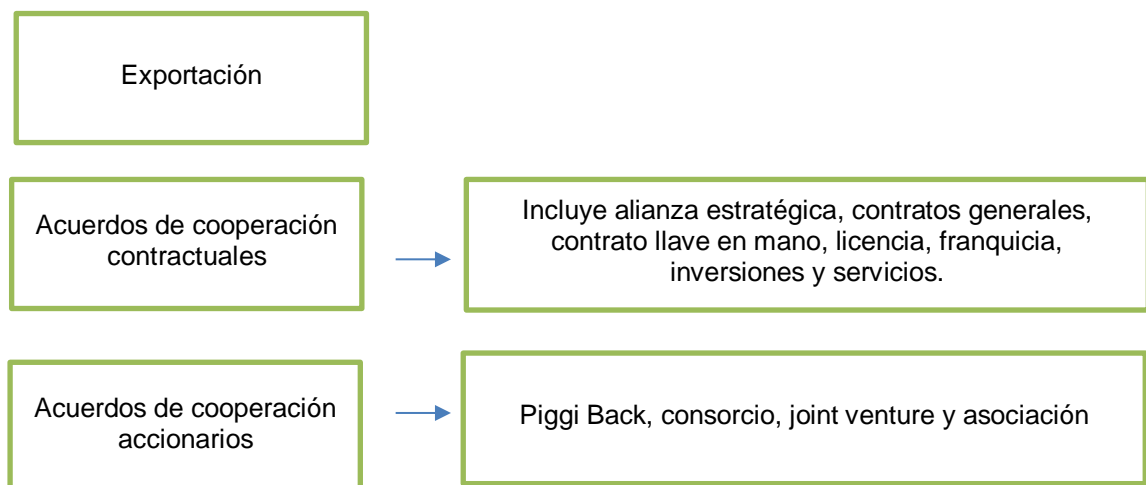 Exportación
Acuerdos de cooperación
contractuales
Incluye alianza estratégica, contratos generales,
contrato llave en mano, licencia, franquicia,
inversiones y servicios.
Acuerdos de cooperación
accionarios
Piggi Back, consorcio, joint venture y asociación